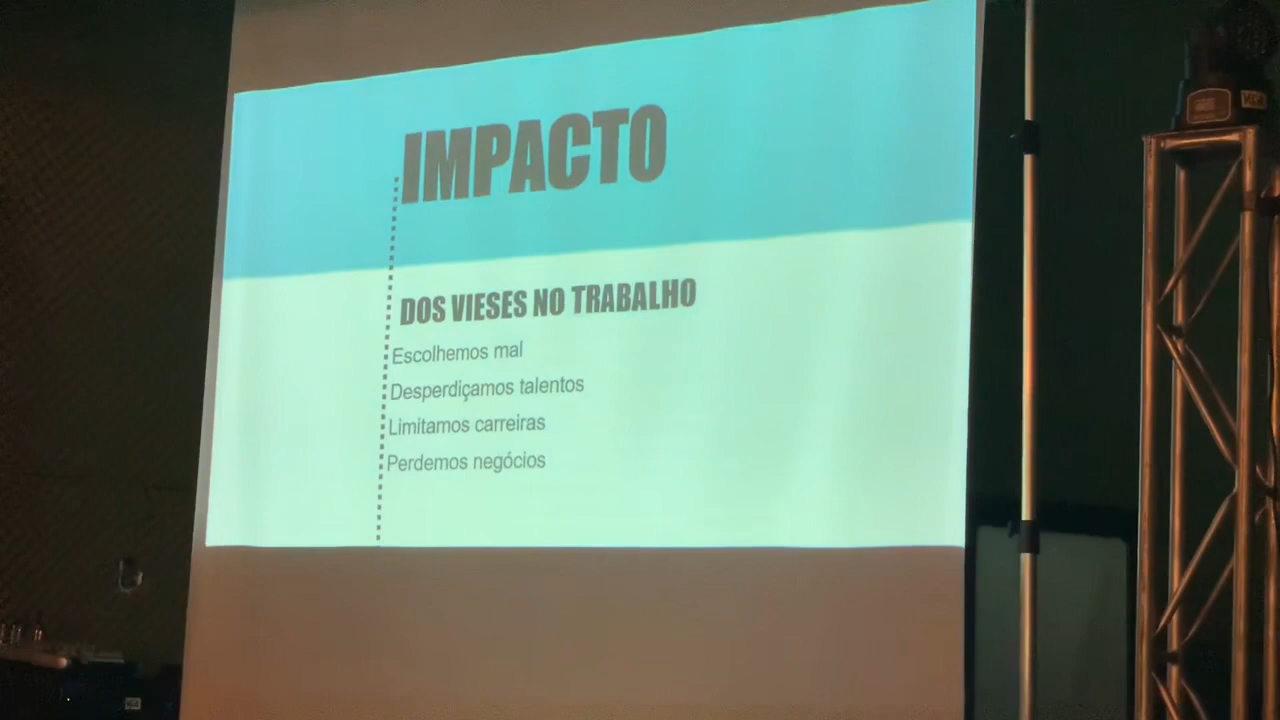 IMPACTO
DOS VIESES NO TRABALHO
Escolhemos mal
Desperdiçamos talentos
Limitamos carreiras
Perdemos negócios